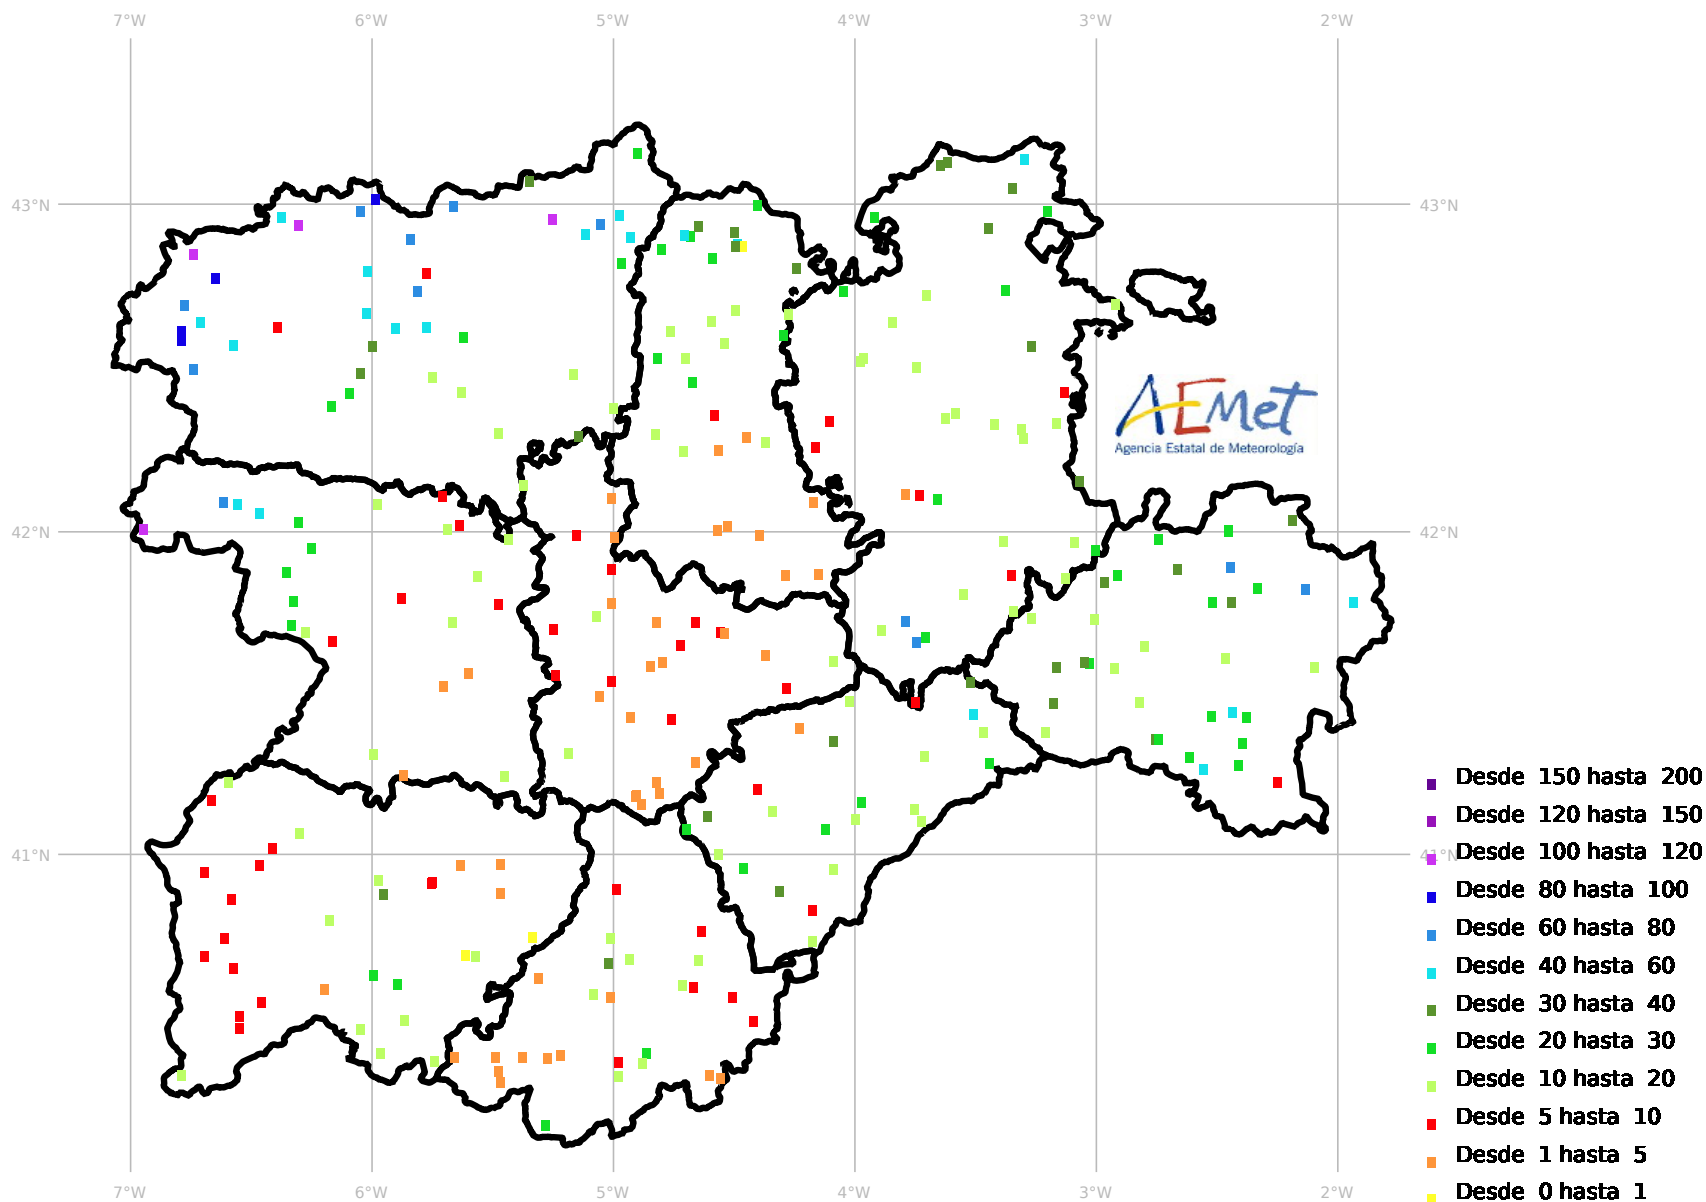 7°W 6°W 5°W 4°W 3°W 2°W
43°N 43°N
AEMet
Agencia Estatal de Meteorología
42°N 42°N
Desde 150 hasta 200
Desde 120 hasta 150
Desde 100 hasta 120
41°N 41°N
Desde 80 hasta 100
Desde 60 hasta 80
Desde 40 hasta 60
Desde 30 hasta 40
Desde 20 hasta 30
Desde 10 hasta 20
Desde 5 hasta 10
Desde 1 hasta 5
Desde 0 hasta 1
7°W 6°W 5°W 4°W 3°W 2°W